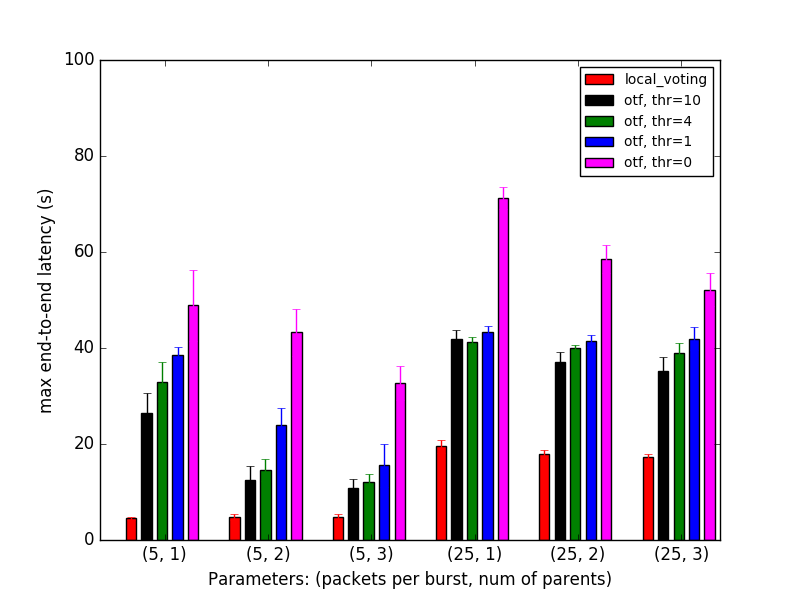 100
80
60
40
20
0
max end-to-end latency (s)
local_voting
otf, thr=10
otf, thr=4
otf, thr=1
otf, thr=0
(5, 1)
(5, 2)
(5, 3)
(25, 1)
(25, 2)
(25, 3)
Parameters: (packets per burst, num of parents)